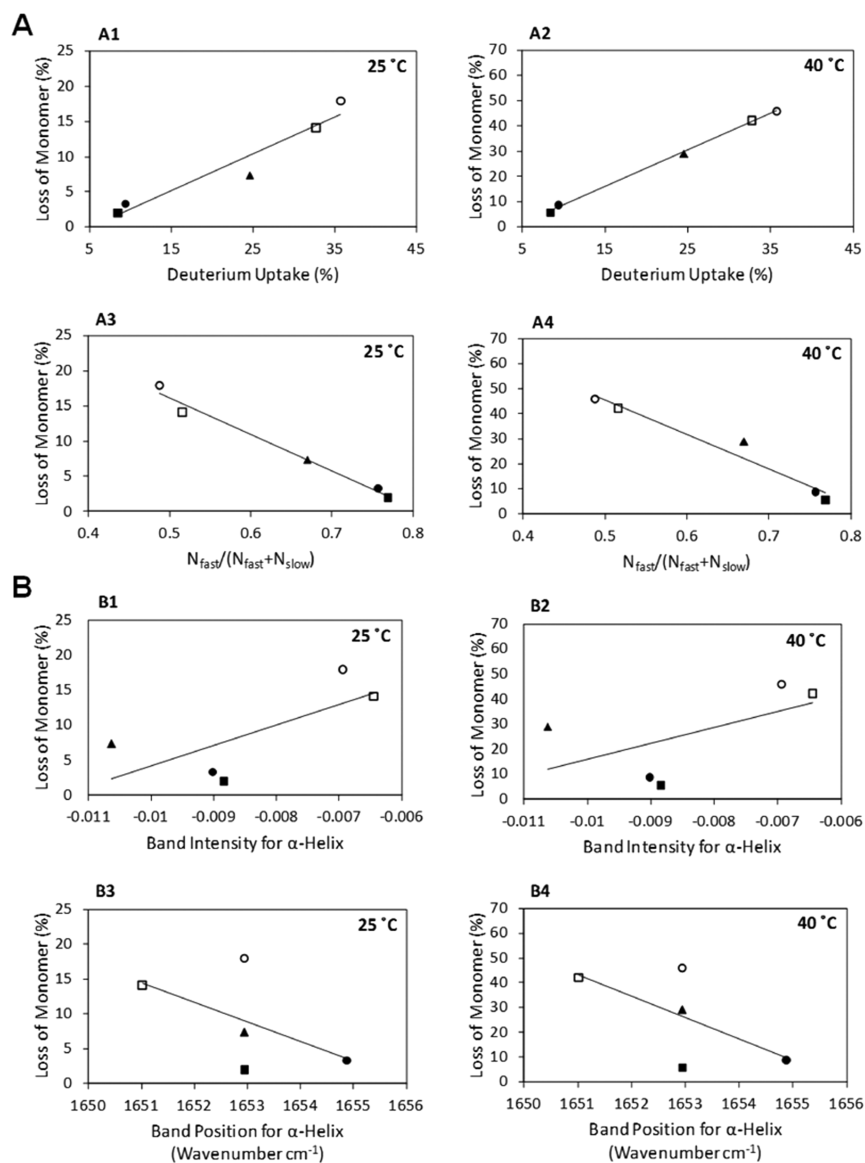 A
A1
25 ˚C
Loss of Monomer (%)
25
20
15
10
5
0
5 15 25 35 45
Deuterium Uptake (%)
A2
40 ˚C
Loss of Monomer (%)
70
60
50
40
30
20
10
0
5 15 25 35 45
Deuterium Uptake (%)
A3
25 ˚C
Loss of Monomer (%)
25
20
15
10
5
0
0.4 0.5 0.6 0.7 0.8
Nfast/(Nfast+Nslow)
A4
40 ˚C
Loss of Monomer (%)
70
60
50
40
30
20
10
0
0.4 0.5 0.6 0.7 0.8
Nfast/(Nfast+Nslow)
B
B1
25 ˚C
Loss of Monomer (%)
25
20
15
10
5
0
-0.011 -0.01 -0.009 -0.008 -0.007 -0.006
Band Intensity for α-Helix
B2
40 ˚C
Loss of Monomer (%)
70
60
50
40
30
20
10
0
-0.011 -0.01 -0.009 -0.008 -0.007 -0.006
Band Intensity for α-Helix
B3
25 ˚C
Loss of Monomer (%)
25
20
15
10
5
0
1650 1651 1652 1653 1654 1655 1656
Band Position for α-Helix
(Wavenumber cm⁻¹)
B4
40 ˚C
Loss of Monomer (%)
70
60
50
40
30
20
10
0
1650 1651 1652 1653 1654 1655 1656
Band Position for α-Helix
(Wavenumber cm⁻¹)